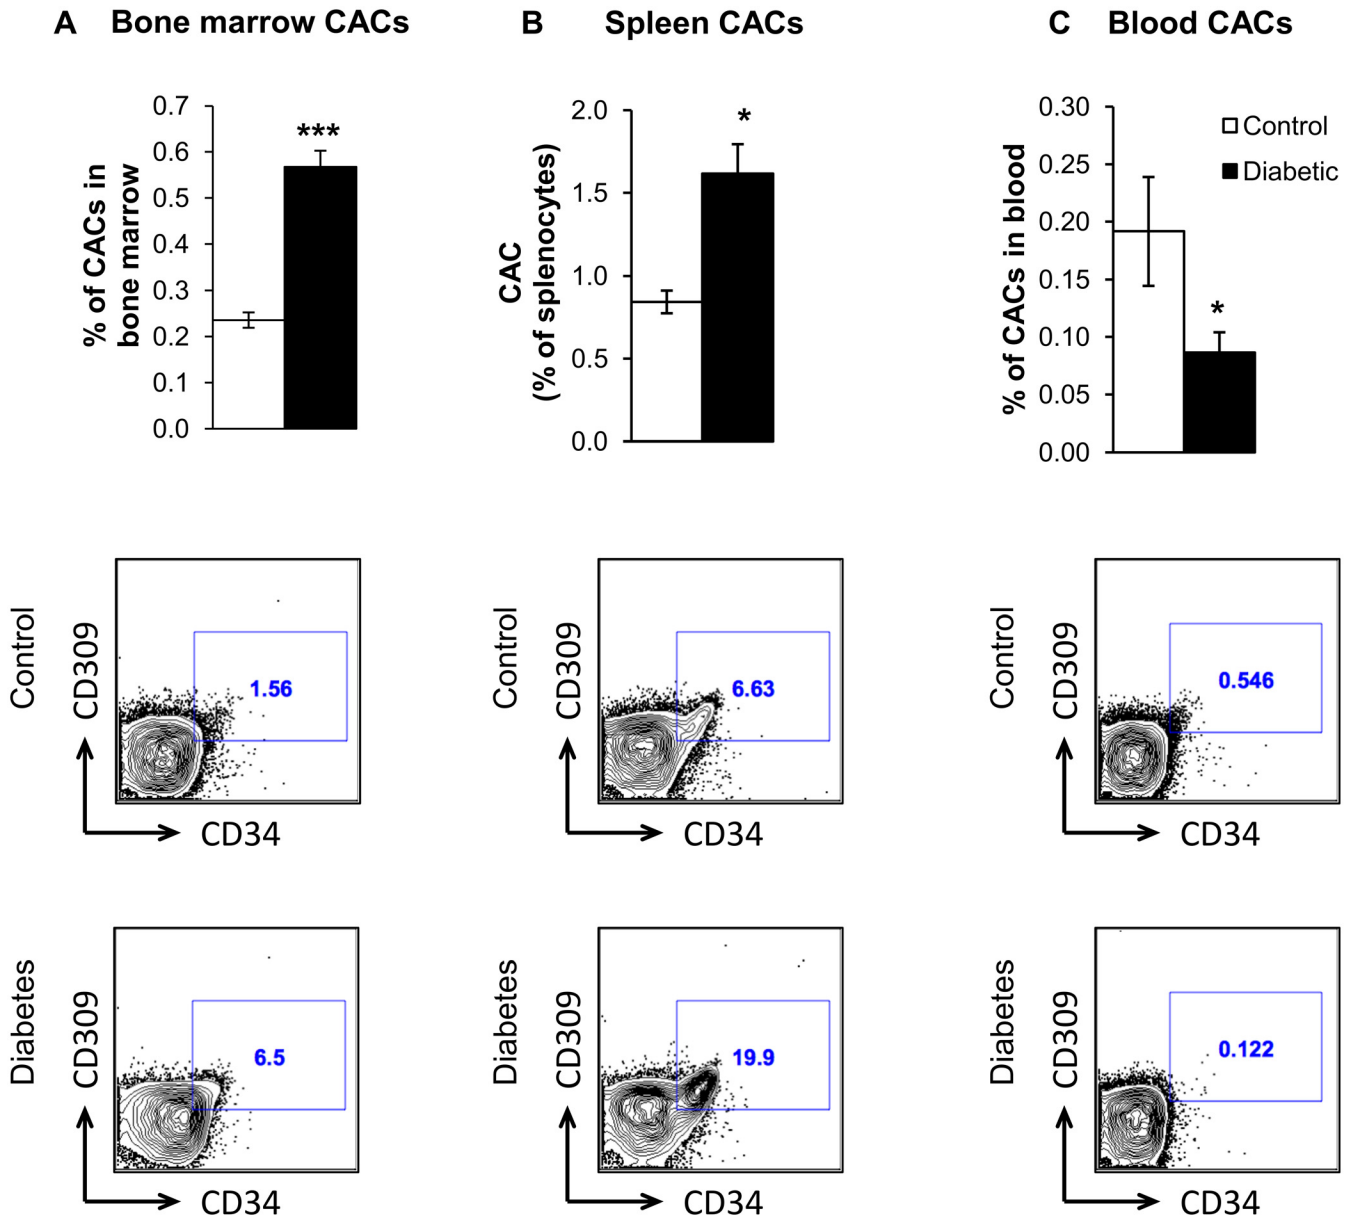 A Bone marrow CACs
B Spleen CACs
C Blood CACs
% of CACs in
bone marrow
0.7
0.6
0.5
0.4
0.3
0.2
0.1
0.0
***
CAC
(% of splenocytes)
2.0
1.5
1.0
0.5
0.0
*
% of CACs in blood
0.30
0.25
0.20
0.15
0.10
0.05
0.00
*
Control
Diabetic
Control
CD309
1.56
CD34
Control
CD309
6.63
CD34
Control
CD309
0.546
CD34
Diabetes
CD309
6.5
CD34
Diabetes
CD309
19.9
CD34
Diabetes
CD309
0.122
CD34